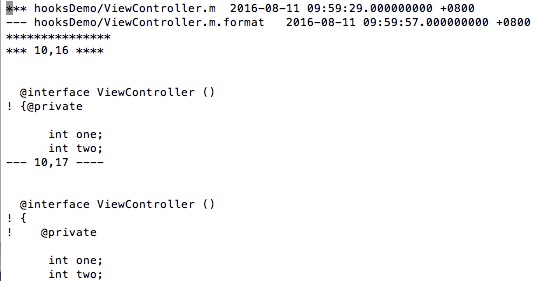 *** hooksDemo/ViewController.m  2016-08-11 09:59:29.000000000 +0800
--- hooksDemo/ViewController.m.format   2016-08-11 09:59:57.000000000 +0800
***************
*** 10,16 ****
  @interface ViewController ()
! {@private
      int one;
      int two;
--- 10,17 ----
  @interface ViewController ()
! {
!    @private
      int one;
      int two;